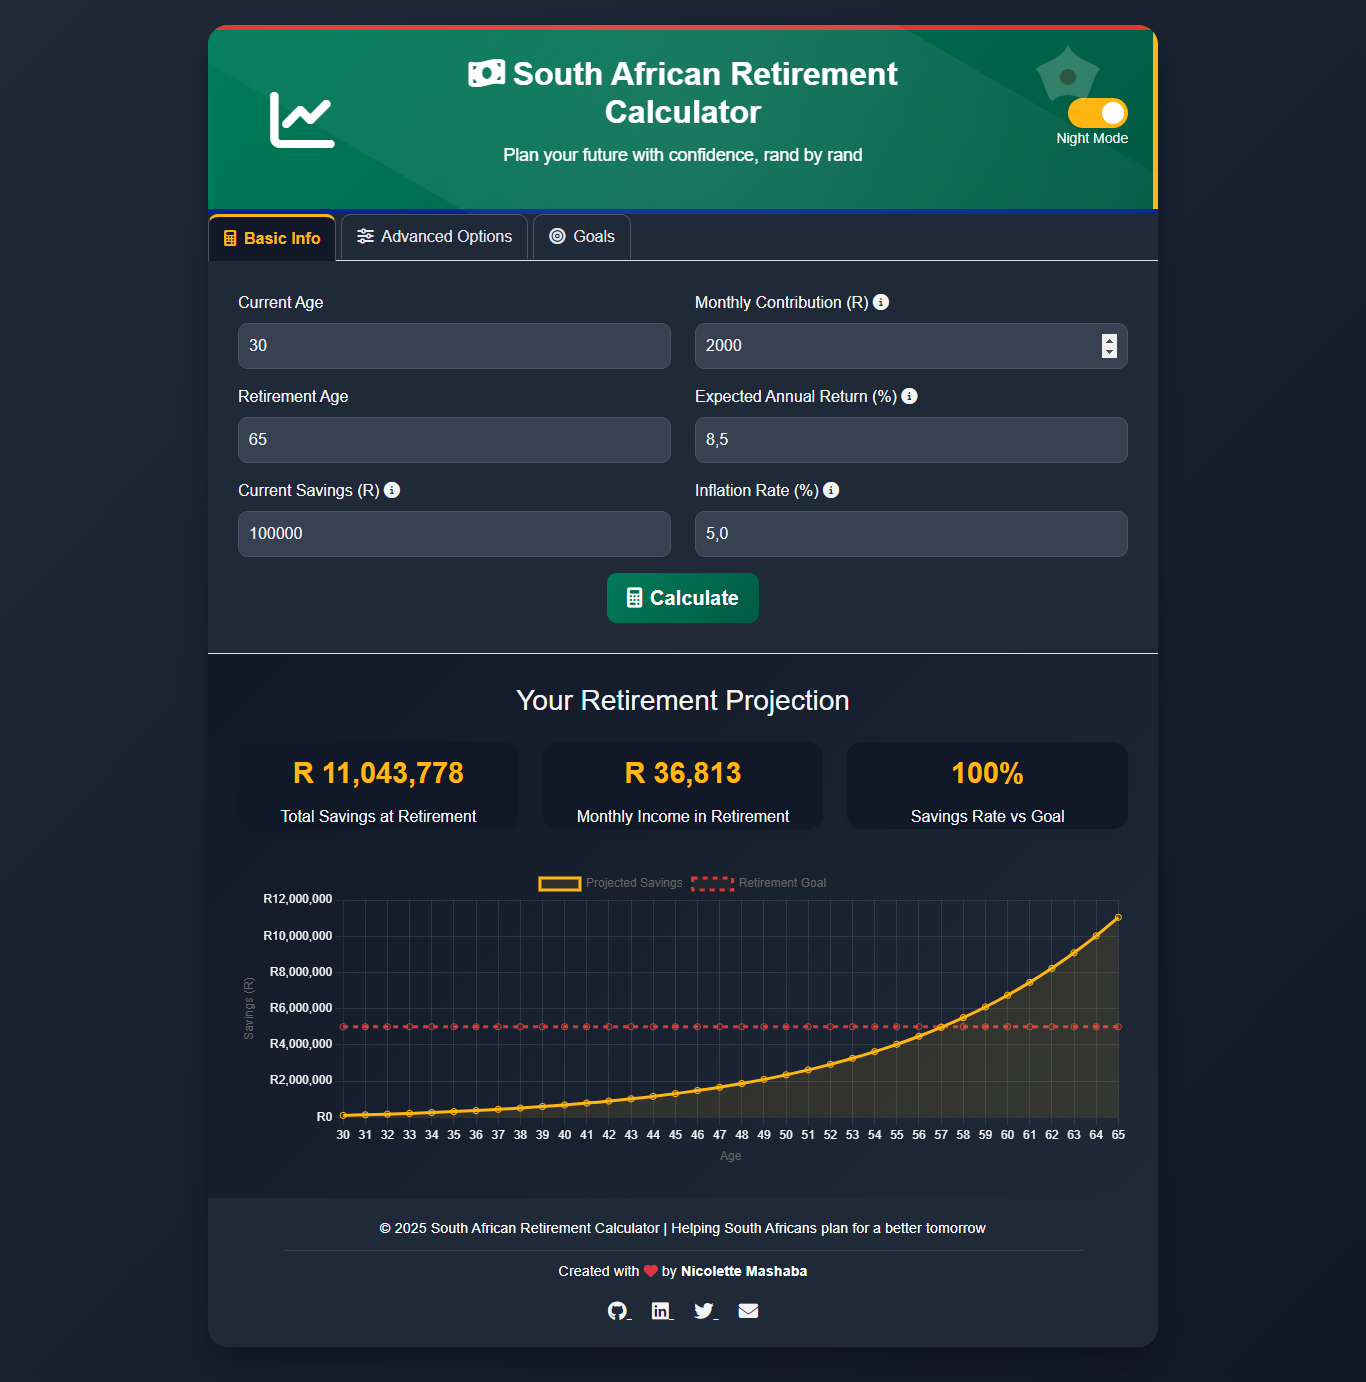 South African Retirement
Calculator
Plan your future with confidence, rand by rand
Night Mode
Basic Info
Advanced Options
Goals
Current Age
Monthly Contribution (R)
30
2000
Retirement Age
Expected Annual Return (%)
65
8,5
Current Savings (R)
Inflation Rate (%)
100000
5,0
Calculate
Your Retirement Projection
R 11,043,778
R 36,813
100%
Total Savings at Retirement
Monthly Income in Retirement
Savings Rate vs Goal
Projected Savings
Retirement Goal
R12,000,000
R10,000,000
R8,000,000
R6,000,000
R4,000,000
R2,000,000
R0
Savings (R)
30 31 32 33 34 35 36 37 38 39 40 41 42 43 44 45 46 47 48 49 50 51 52 53 54 55 56 57 58 59 60 61 62 63 64 65
Age
© 2025 South African Retirement Calculator | Helping South Africans plan for a better tomorrow
Created with ❤ by Nicolette Mashaba